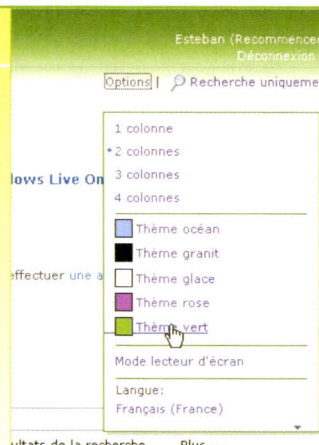 Esteban (Recommencer
Déconnexion
Options | Recherche uniqueme
1 colonne
2 colonnes
3 colonnes
4 colonnes
lows Live On
Thème océan
Thème granit
effectuer une a
Thème glace
Thème rose
Thème vert
Mode lecteur d'écran
Langue:
Français (France)
ultats de la recherche Plus